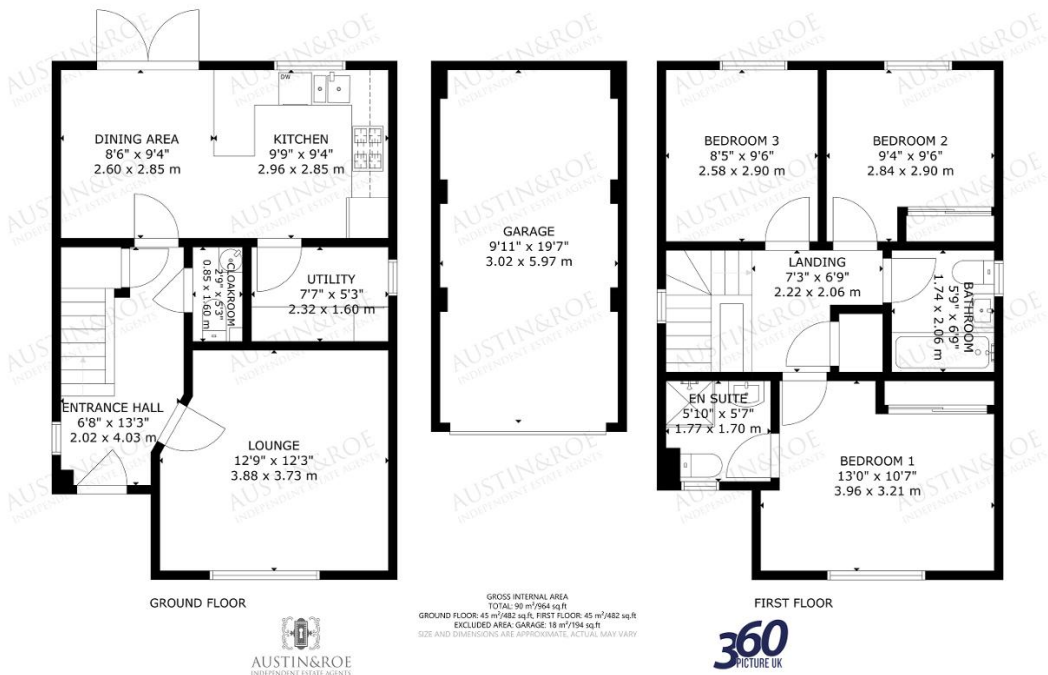 DW
DINING AREA
8'6" x 9'4"
2.60 x 2.85 m
KITCHEN
9'9" x 9'4"
2.96 x 2.85 m
CLOAKROOM
2'9" x 5'3"
0.85 x 1.60 m
UTILITY
7'7" x 5'3"
2.32 x 1.60 m
ENTRANCE HALL
6'8" x 13'3"
2.02 x 4.03 m
LOUNGE
12'9" x 12'3"
3.88 x 3.73 m
GROUND FLOOR
GARAGE
9'11" x 19'7"
3.02 x 5.97 m
BEDROOM 3
8'5" x 9'6"
2.58 x 2.90 m
BEDROOM 2
9'4" x 9'6"
2.84 x 2.90 m
LANDING
7'3" x 6'9"
2.22 x 2.06 m
BATHROOM
5'9" x 6'9"
1.74 x 2.06 m
EN SUITE
5'10" x 5'7"
1.77 x 1.70 m
BEDROOM 1
13'0" x 10'7"
3.96 x 3.21 m
FIRST FLOOR
GROSS INTERNAL AREA
TOTAL: 90 m²/964 sq.ft
GROUND FLOOR: 45 m²/482 sq.ft, FIRST FLOOR: 45 m²/482 sq.ft
EXCLUDED AREA: GARAGE: 18 m²/194 sq.ft
SIZE AND DIMENSIONS ARE APPROXIMATE, ACTUAL MAY VARY
AUSTIN&ROE
INDEPENDENT ESTATE AGENTS
360
PICTURE UK